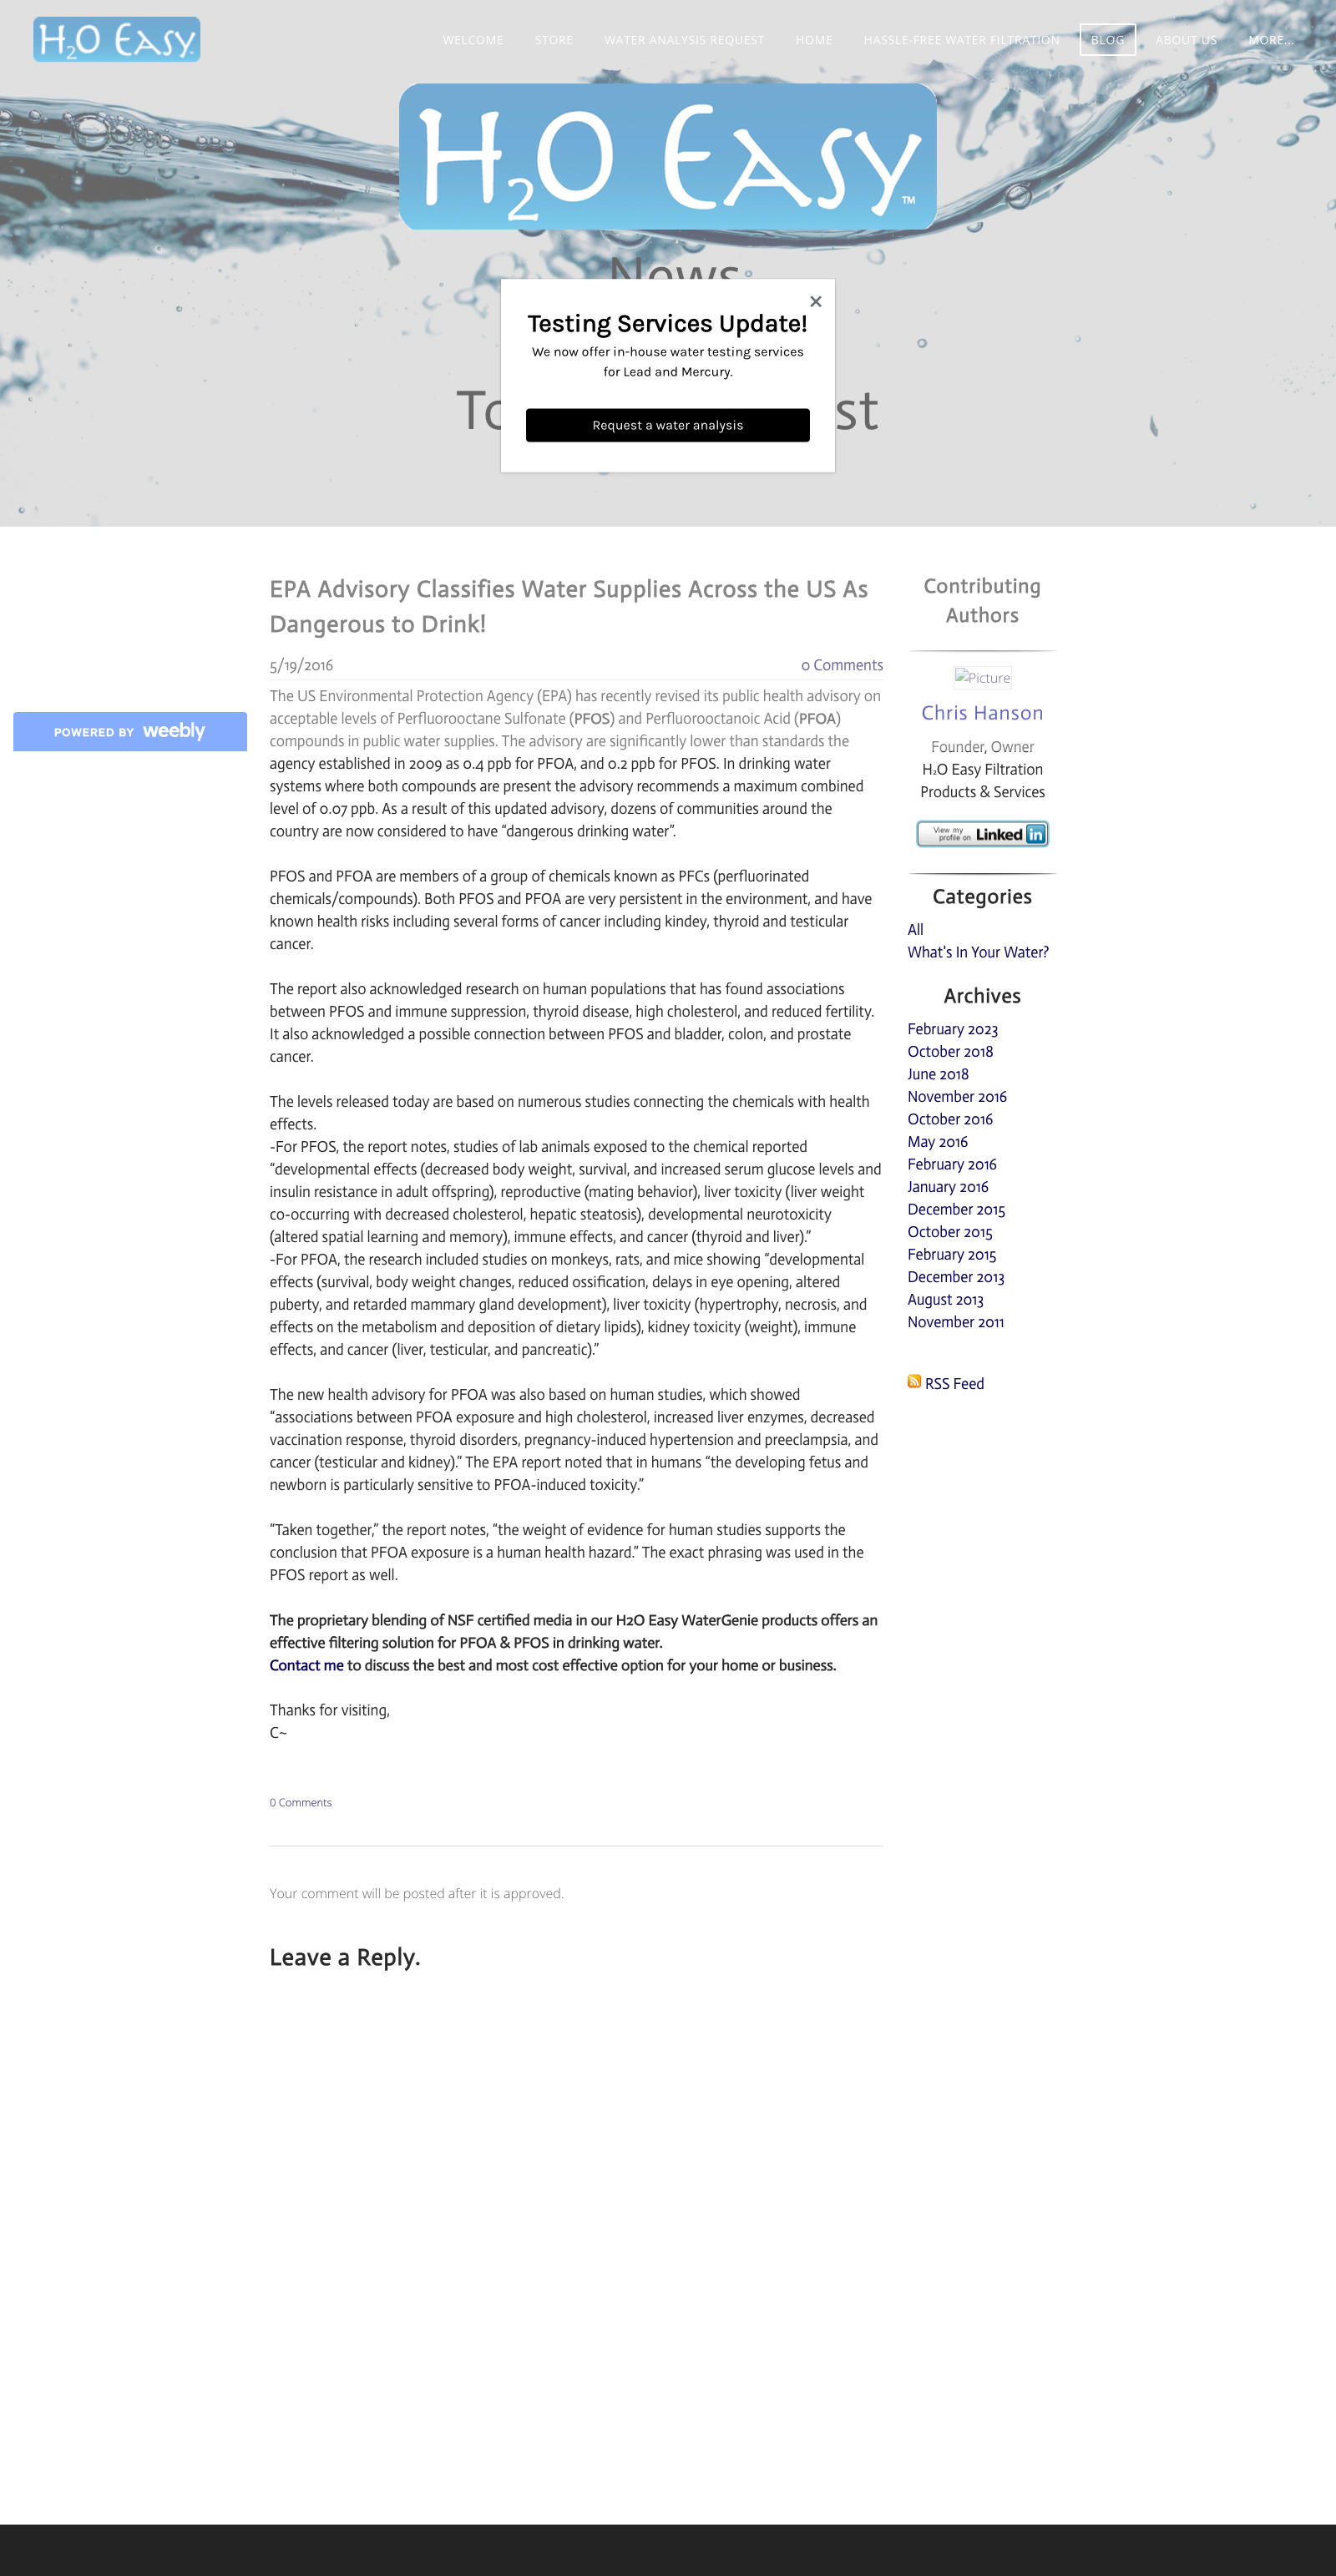 H2O Easy
WELCOME STORE WATER ANALYSIS REQUEST HOME HASSLE-FREE WATER FILTRATION BLOG ABOUT US MORE...
H2O Easy™
News
To st
×
Testing Services Update!
We now offer in-house water testing services
for Lead and Mercury.
Request a water analysis
EPA Advisory Classifies Water Supplies Across the US As
Dangerous to Drink!
5/19/2016 0 Comments
The US Environmental Protection Agency (EPA) has recently revised its public health advisory on
acceptable levels of Perfluorooctane Sulfonate (PFOS) and Perfluorooctanoic Acid (PFOA)
compounds in public water supplies. The advisory are significantly lower than standards the
agency established in 2009 as 0.4 ppb for PFOA, and 0.2 ppb for PFOS. In drinking water
systems where both compounds are present the advisory recommends a maximum combined
level of 0.07 ppb. As a result of this updated advisory, dozens of communities around the
country are now considered to have “dangerous drinking water”.
PFOS and PFOA are members of a group of chemicals known as PFCs (perfluorinated
chemicals/compounds). Both PFOS and PFOA are very persistent in the environment, and have
known health risks including several forms of cancer including kindey, thyroid and testicular
cancer.
The report also acknowledged research on human populations that has found associations
between PFOS and immune suppression, thyroid disease, high cholesterol, and reduced fertility.
It also acknowledged a possible connection between PFOS and bladder, colon, and prostate
cancer.
The levels released today are based on numerous studies connecting the chemicals with health
effects.
-For PFOS, the report notes, studies of lab animals exposed to the chemical reported
“developmental effects (decreased body weight, survival, and increased serum glucose levels and
insulin resistance in adult offspring), reproductive (mating behavior), liver toxicity (liver weight
co-occurring with decreased cholesterol, hepatic steatosis), developmental neurotoxicity
(altered spatial learning and memory), immune effects, and cancer (thyroid and liver).”
-For PFOA, the research included studies on monkeys, rats, and mice showing “developmental
effects (survival, body weight changes, reduced ossification, delays in eye opening, altered
puberty, and retarded mammary gland development), liver toxicity (hypertrophy, necrosis, and
effects on the metabolism and deposition of dietary lipids), kidney toxicity (weight), immune
effects, and cancer (liver, testicular, and pancreatic).”
The new health advisory for PFOA was also based on human studies, which showed
“associations between PFOA exposure and high cholesterol, increased liver enzymes, decreased
vaccination response, thyroid disorders, pregnancy-induced hypertension and preeclampsia, and
cancer (testicular and kidney).” The EPA report noted that in humans “the developing fetus and
newborn is particularly sensitive to PFOA-induced toxicity.”
“Taken together,” the report notes, “the weight of evidence for human studies supports the
conclusion that PFOA exposure is a human health hazard.” The exact phrasing was used in the
PFOS report as well.
The proprietary blending of NSF certified media in our H2O Easy WaterGenie products offers an
effective filtering solution for PFOA & PFOS in drinking water.
Contact me to discuss the best and most cost effective option for your home or business.
Thanks for visiting,
C~
0 Comments
Your comment will be posted after it is approved.
Leave a Reply.
Contributing
Authors
Picture
Chris Hanson
Founder, Owner
H2O Easy Filtration
Products & Services
View my
profile on Linked in
Categories
All
What's In Your Water?
Archives
February 2023
October 2018
June 2018
November 2016
October 2016
May 2016
February 2016
January 2016
December 2015
October 2015
February 2015
December 2013
August 2013
November 2011
RSS Feed
POWERED BY weebly